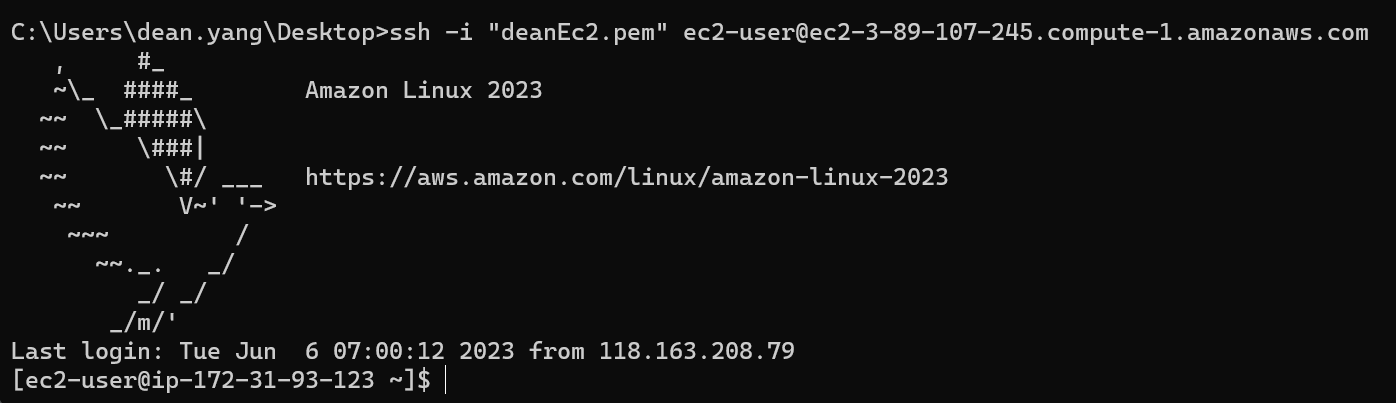 C:\Users\dean.yang\Desktop>ssh -i "deanEc2.pem" ec2-user@ec2-3-89-107-245.compute-1.amazonaws.com
   ,     #_
   ~\_  ####_        Amazon Linux 2023
  ~~  \_#####\
  ~~     \###|
  ~~       \#/ ___   https://aws.amazon.com/linux/amazon-linux-2023
   ~~       V~' '->
    ~~~         /
      ~~._.   _/
         _/ _/
       _/m/'
Last login: Tue Jun  6 07:00:12 2023 from 118.163.208.79
[ec2-user@ip-172-31-93-123 ~]$